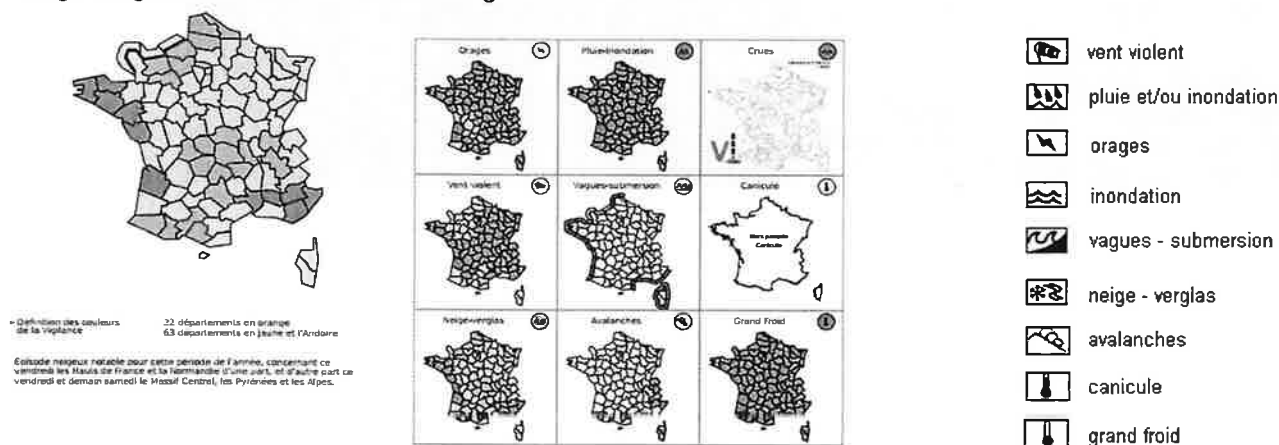 - Définition des couleurs
de la Vigilance
22 départements en orange
63 départements en jaune et l'Andorre
Episode neigeux notable pour cette période de l'année, concernant ce
vendredi les Hauts de France et la Normandie d'une part, et d'autre part ce
vendredi et demain samedi le Massif Central, les Pyrénées et les Alpes.
Orages
Pluie-Inondation
Crues
Vent violent
Vagues-submersion
Canicule
Hors période
Canicule
Neige-verglas
Avalanches
Grand Froid
vent violent
pluie et/ou inondation
orages
inondation
vagues - submersion
neige - verglas
avalanches
canicule
grand froid